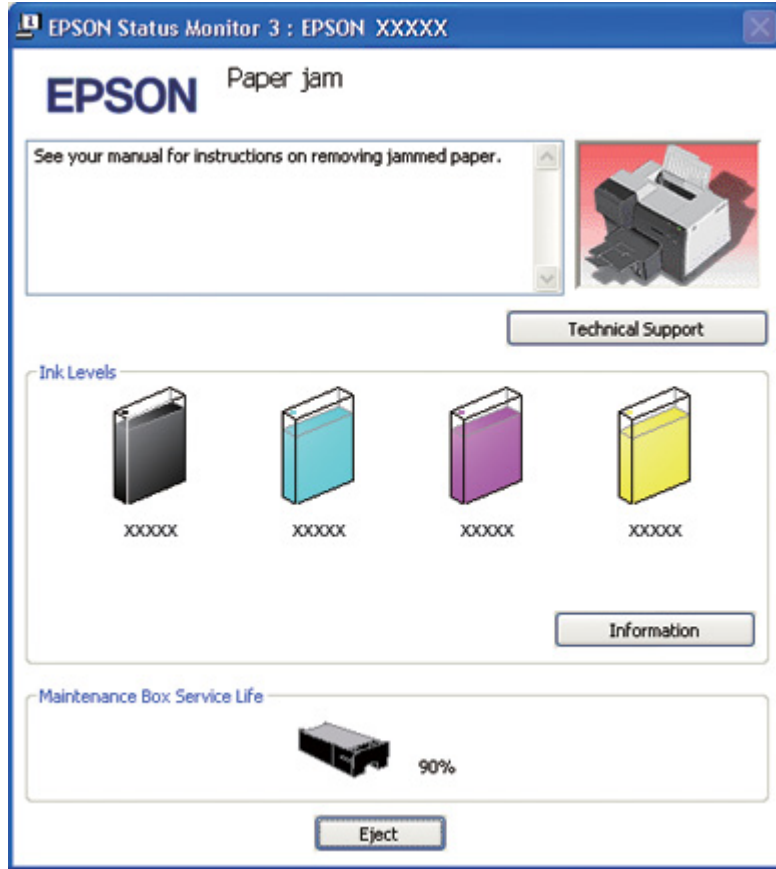 EPSON Status Monitor 3 : EPSON XXXXX
EPSON
Paper jam
See your manual for instructions on removing jammed paper.
Technical Support
Ink Levels
XXXXX XXXXX XXXXX XXXXX
Information
Maintenance Box Service Life
90%
Eject